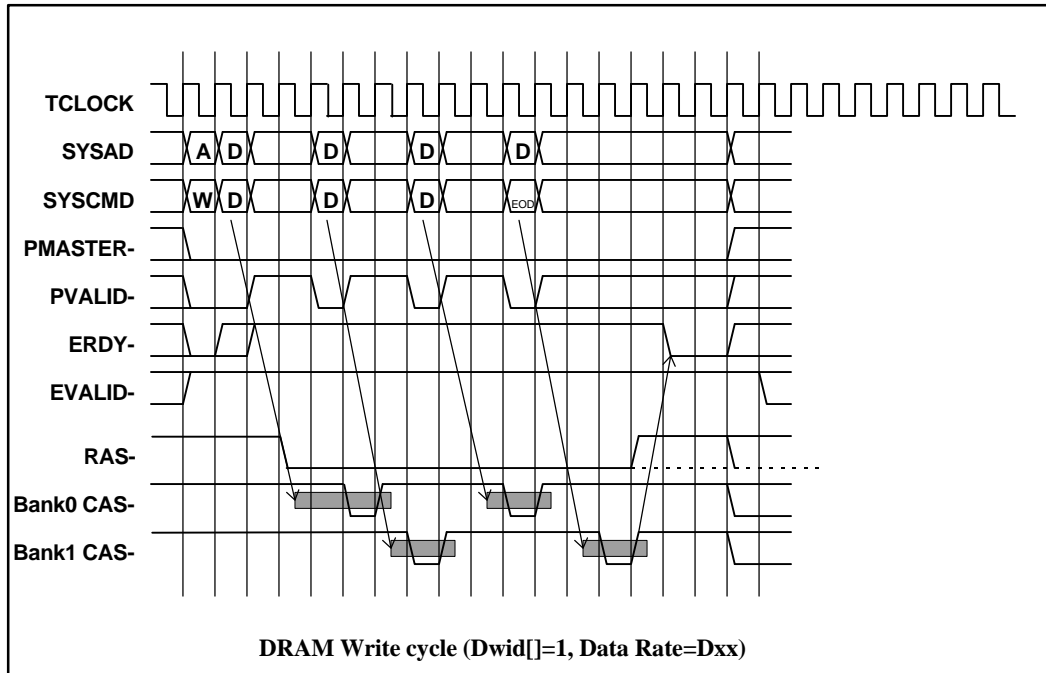 TCLOCK
SYSAD A D D D D
SYSCMD W D D D EOD
PMASTER-
PVALID-
ERDY-
EVALID-
RAS-
Bank0 CAS-
Bank1 CAS-
DRAM Write cycle (Dwid[]=1, Data Rate=Dxx)